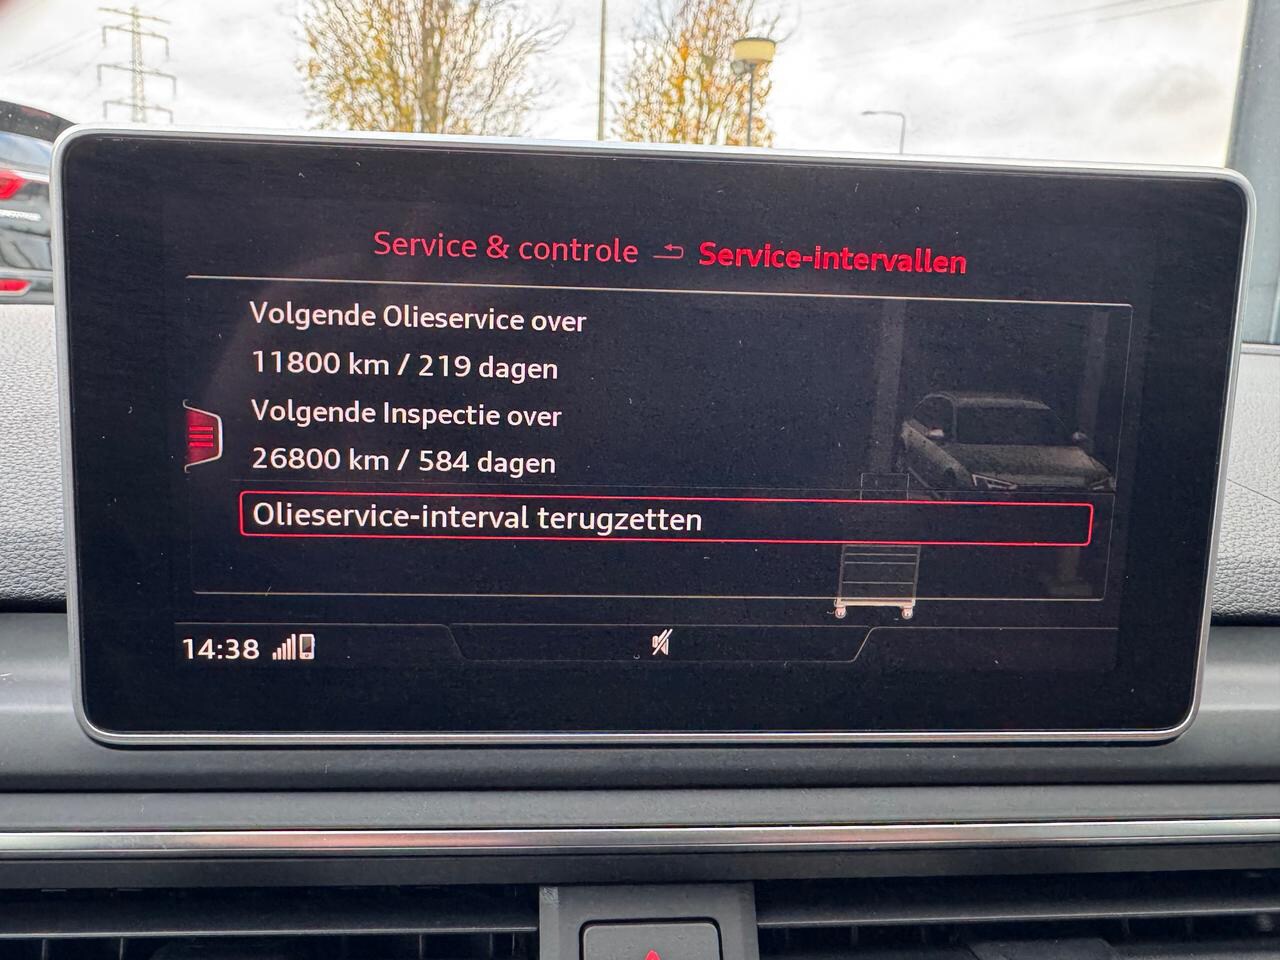 Service & controle Service-intervallen
Volgende Olieservice over
11800 km / 219 dagen
Volgende Inspectie over
26800 km / 584 dagen
Olieservice-interval terugzetten
14:38